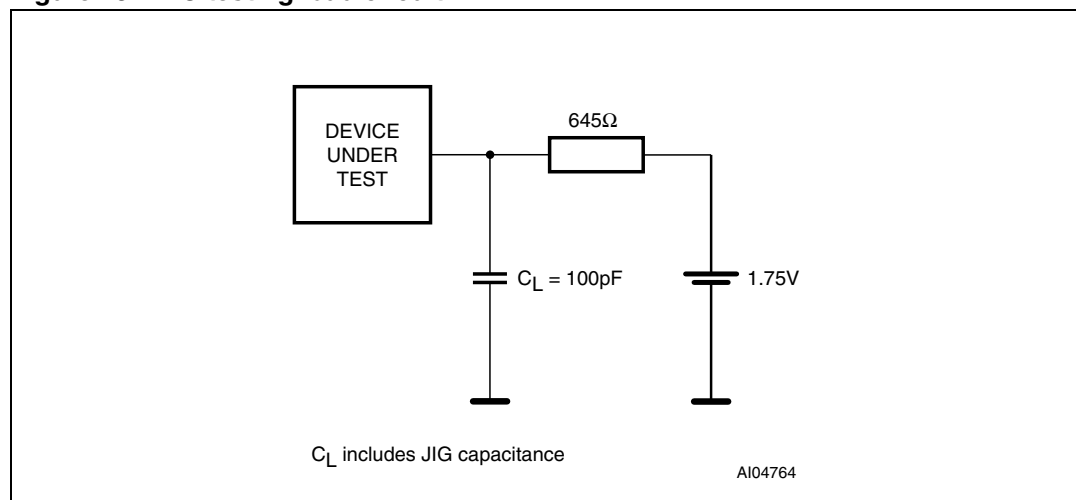 DEVICE
UNDER
TEST
645Ω
C_L = 100pF
1.75V
C_L includes JIG capacitance
AI04764